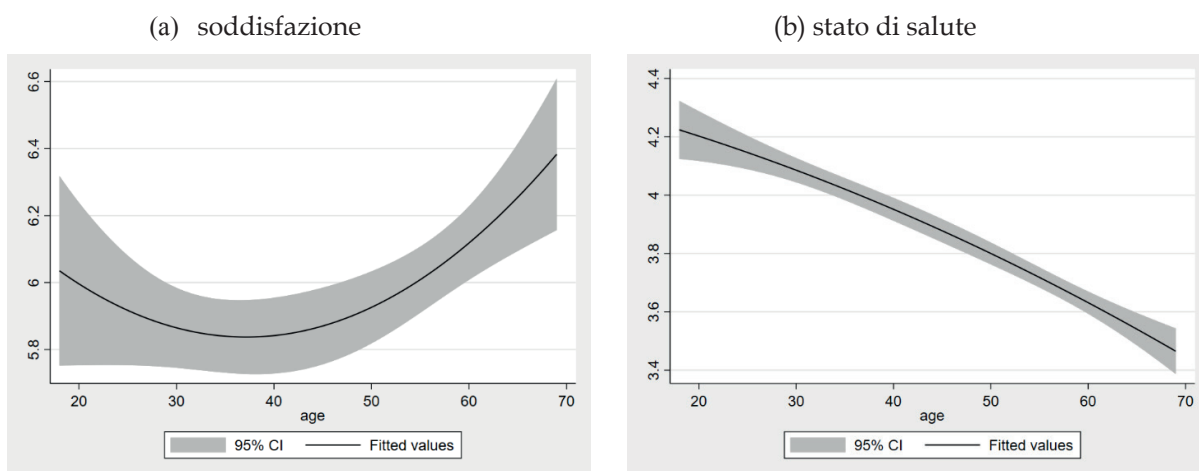 (a) soddisfazione
(b) stato di salute
6.6
6.4
6.2
6
5.8
20 30 40 50 60 70
age
95% CI Fitted values
4.4
4.2
4
3.8
3.6
3.4
20 30 40 50 60 70
age
95% CI Fitted values